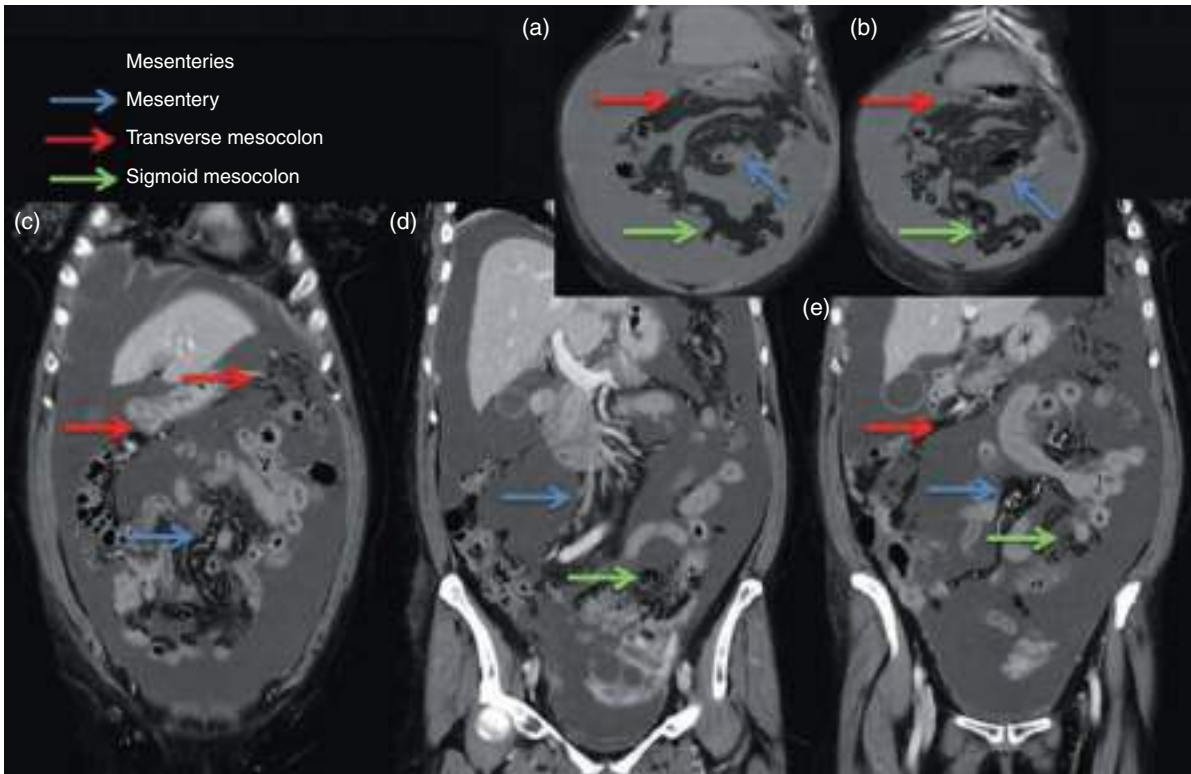 (a)
(b)
Mesenteries
Mesentery
Transverse mesocolon
Sigmoid mesocolon
(c)
(d)
(e)